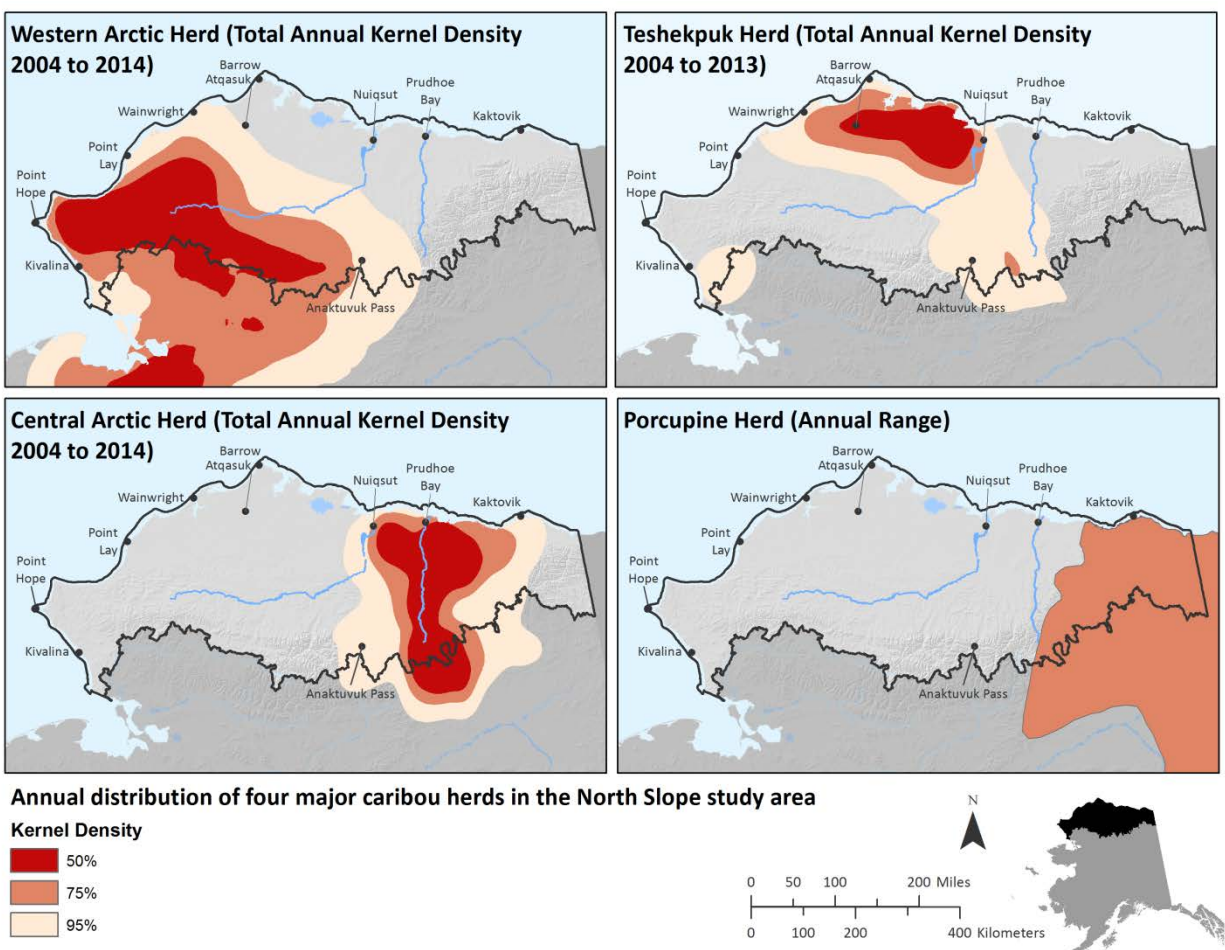 Western Arctic Herd (Total Annual Kernel Density
2004 to 2014)
Barrow
Atqasuk
Wainwright
Nuiqsut
Prudhoe
Bay
Kaktovik
Point
Lay
Point
Hope
Kivalina
Anaktuvuk Pass
Teshekpuk Herd (Total Annual Kernel Density
2004 to 2013)
Barrow
Atqasuk
Wainwright
Nuiqsut
Prudhoe
Bay
Kaktovik
Point
Lay
Point
Hope
Kivalina
Anaktuvuk Pass
Central Arctic Herd (Total Annual Kernel Density
2004 to 2014)
Barrow
Atqasuk
Wainwright
Nuiqsut
Prudhoe
Bay
Kaktovik
Point
Lay
Point
Hope
Kivalina
Anaktuvuk Pass
Porcupine Herd (Annual Range)
Barrow
Atqasuk
Wainwright
Nuiqsut
Prudhoe
Bay
Kaktovik
Point
Lay
Point
Hope
Kivalina
Anaktuvuk Pass
Annual distribution of four major caribou herds in the North Slope study area
Kernel Density
50%
75%
95%
N
0 50 100 200 Miles
0 100 200 400 Kilometers